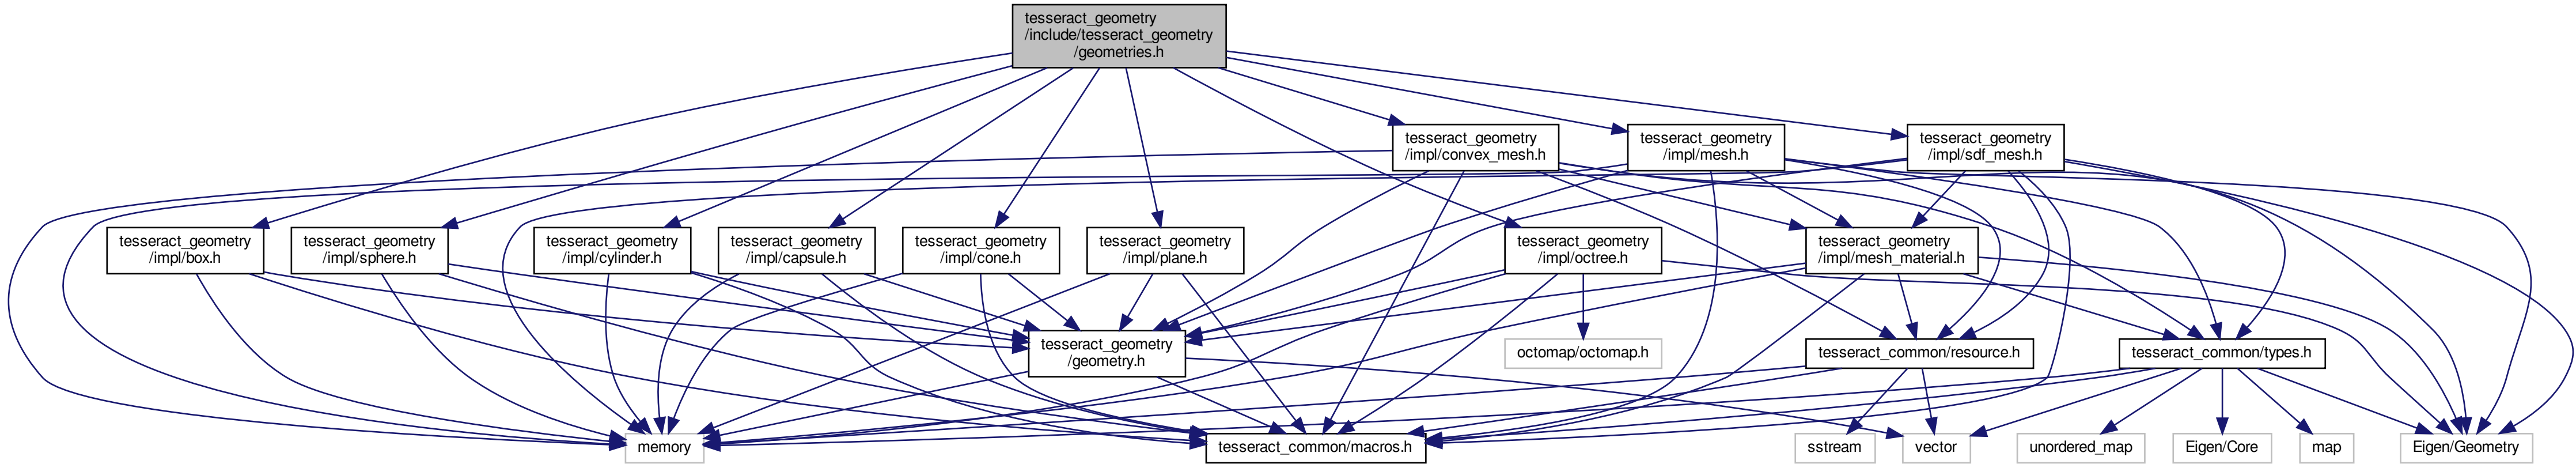 tesseract_geometry
/include/tesseract_geometry
/geometries.h
tesseract_geometry
/impl/convex_mesh.h
tesseract_geometry
/impl/mesh.h
tesseract_geometry
/impl/sdf_mesh.h
tesseract_geometry
/impl/box.h
tesseract_geometry
/impl/sphere.h
tesseract_geometry
/impl/cylinder.h
tesseract_geometry
/impl/capsule.h
tesseract_geometry
/impl/cone.h
tesseract_geometry
/impl/plane.h
tesseract_geometry
/impl/octree.h
tesseract_geometry
/impl/mesh_material.h
tesseract_geometry
/geometry.h
octomap/octomap.h
tesseract_common/resource.h
tesseract_common/types.h
memory
tesseract_common/macros.h
sstream
vector
unordered_map
Eigen/Core
map
Eigen/Geometry